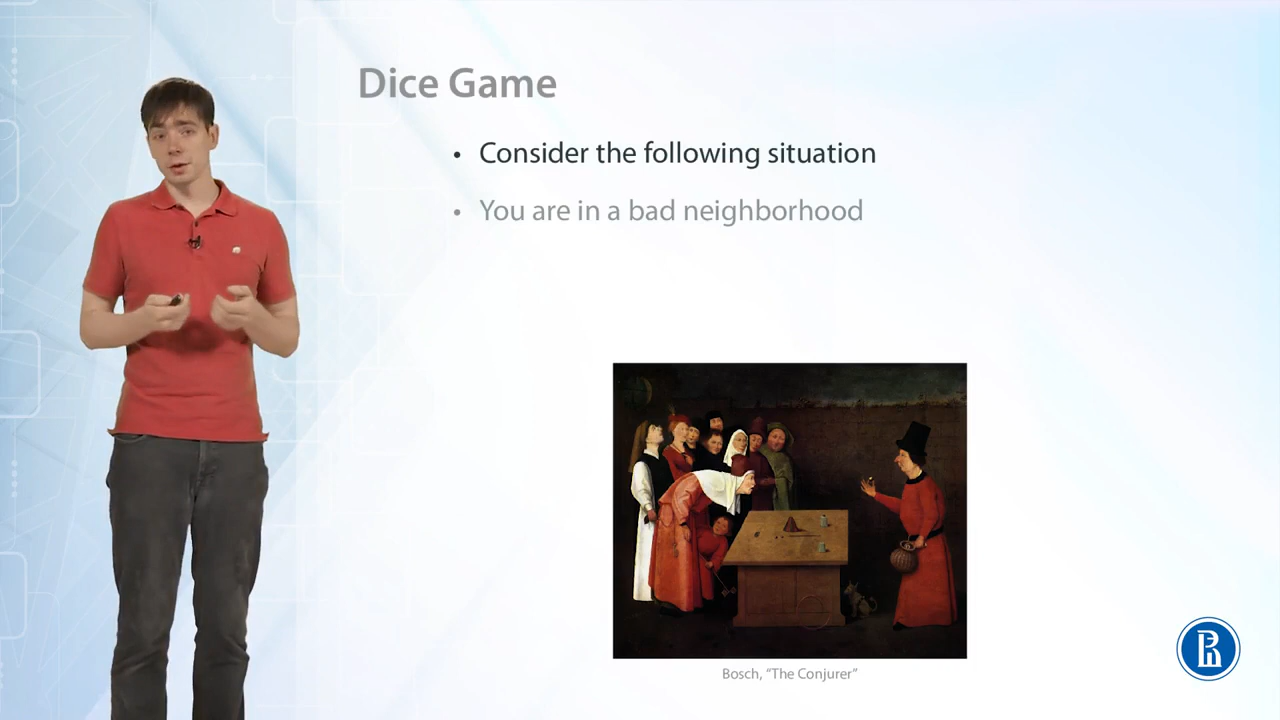 Dice Game
• Consider the following situation
• You are in a bad neighborhood
Bosch, “The Conjurer”